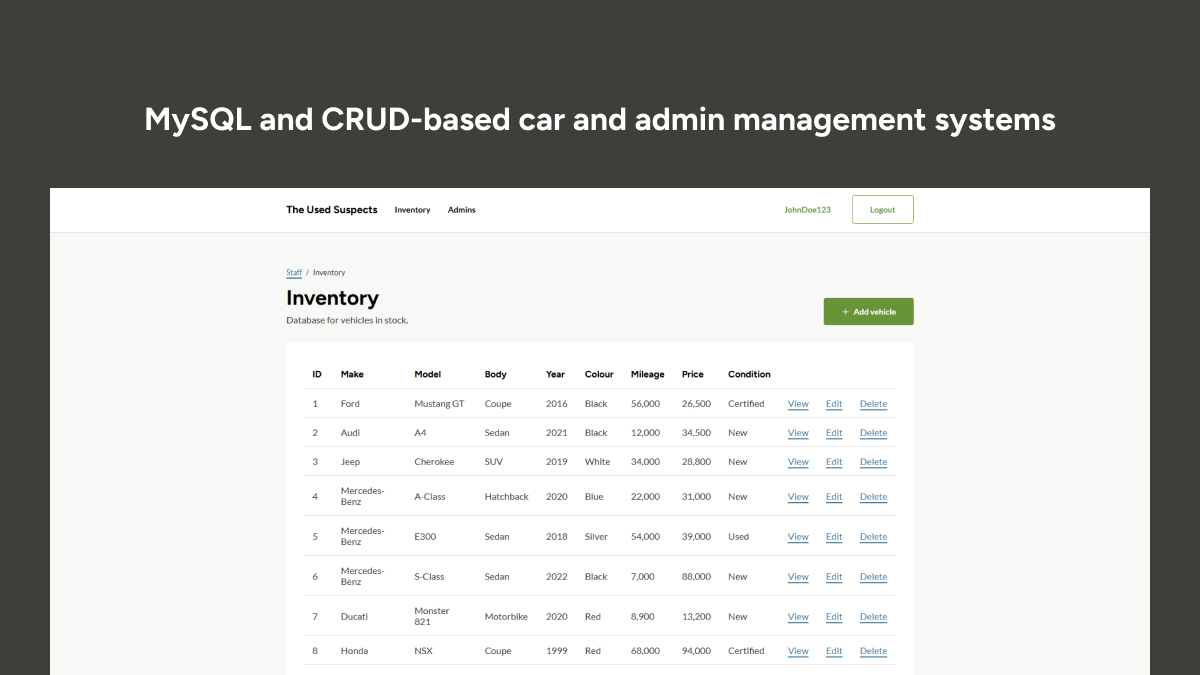 MySQL and CRUD-based car and admin management systems
The Used Suspects Inventory Admins JohnDoe123 Logout
Staff / Inventory
Inventory
Database for vehicles in stock.
+ Add vehicle
ID Make Model Body Year Colour Mileage Price Condition
1 Ford Mustang GT Coupe 2016 Black 56,000 26,500 Certified View Edit Delete
2 Audi A4 Sedan 2021 Black 12,000 34,500 New View Edit Delete
3 Jeep Cherokee SUV 2019 White 34,000 28,800 New View Edit Delete
4 Mercedes-
Benz A-Class Hatchback 2020 Blue 22,000 31,000 New View Edit Delete
5 Mercedes-
Benz E300 Sedan 2018 Silver 54,000 39,000 Used View Edit Delete
6 Mercedes-
Benz S-Class Sedan 2022 Black 7,000 88,000 New View Edit Delete
7 Ducati Monster
821 Motorbike 2020 Red 8,900 13,200 New View Edit Delete
8 Honda NSX Coupe 1999 Red 68,000 94,000 Certified View Edit Delete